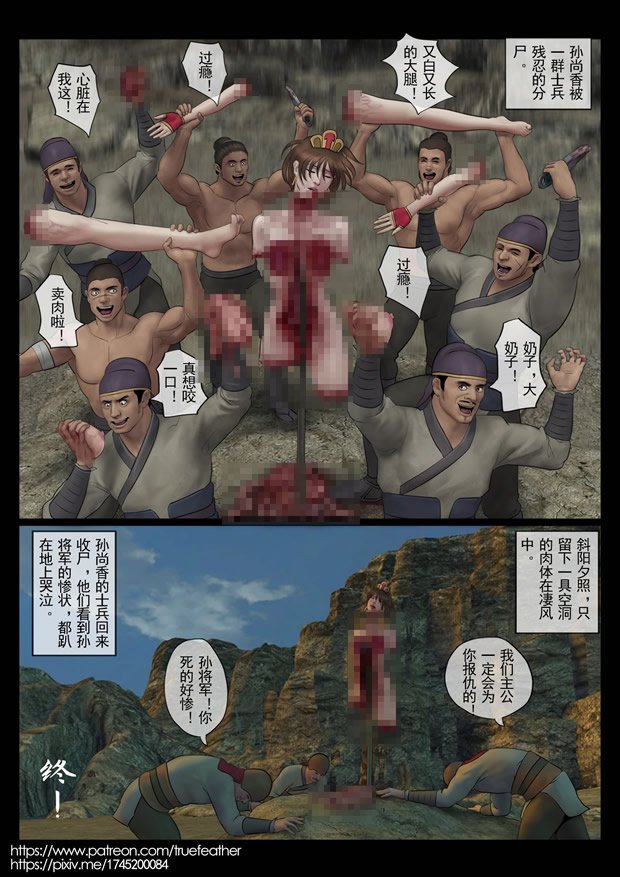 孙尚香被
一群士兵
残忍的分
尸。
又白又长
的大腿！
过瘾！
心脏在
我这！
过瘾！
卖肉啦！
奶子，大
奶子！
真想咬
一口！
斜阳夕照，只
留下一具空洞
的肉体在凄风
中。
我们主公
一定会为
你报仇的！
孙将军！你
死的好惨！
孙尚香的士兵回来
收尸，他们看到孙
将军的惨状，都趴
在地上哭泣。
终！
https://www.patreon.com/truefeather
https://pixiv.me/1745200084